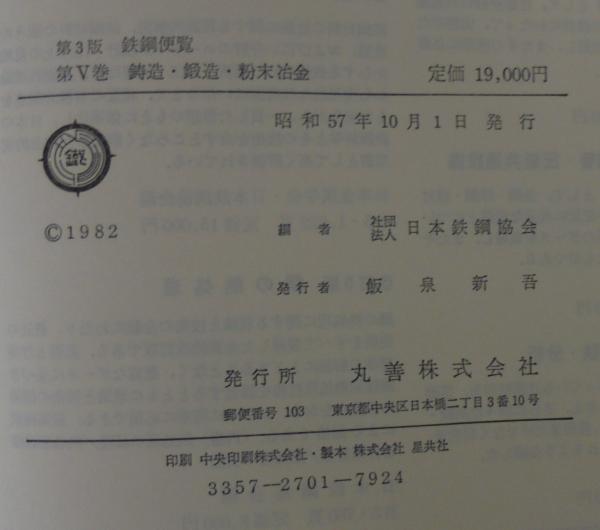 第3版 鉄鋼便覧
第Ⅴ巻 鋳造・鍛造・粉末冶金 定価 19,000円
昭和57年10月1日発行
鐵
©1982
編者 社団法人 日本鉄鋼協会
発行者 飯泉新吾
発行所 丸善株式会社
郵便番号 103 東京都中央区日本橋二丁目3番10号
印刷 中央印刷株式会社・製本 株式会社 星共社
3357―2701―7924